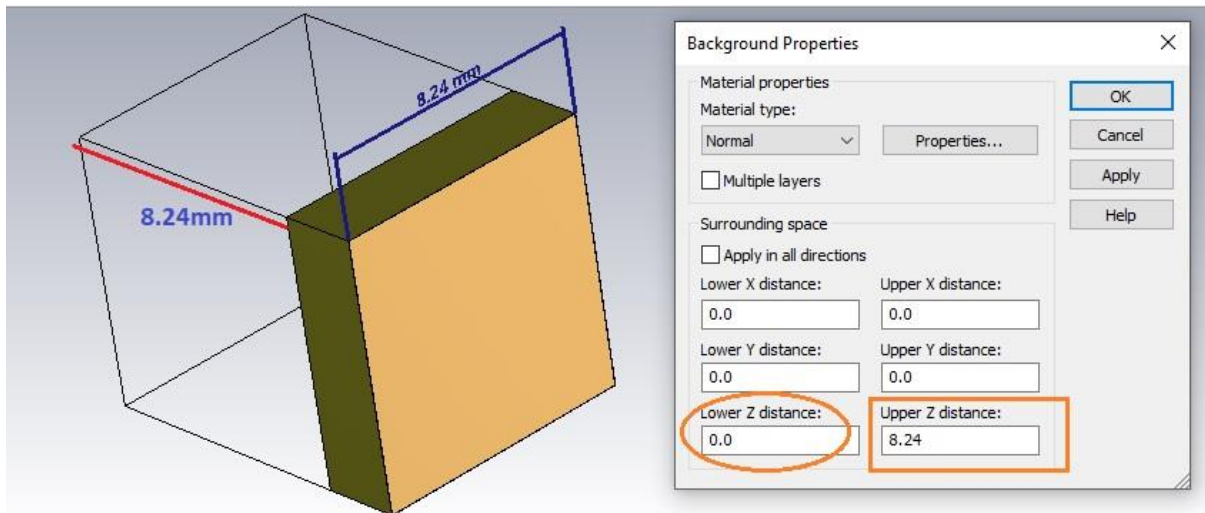 8.24 mm
8.24mm
Background Properties
Material properties
Material type:
Normal
Properties...
Multiple layers
Surrounding space
Apply in all directions
Lower X distance:
Upper X distance:
0.0
0.0
Lower Y distance:
Upper Y distance:
0.0
0.0
Lower Z distance:
Upper Z distance:
0.0
8.24
OK
Cancel
Apply
Help